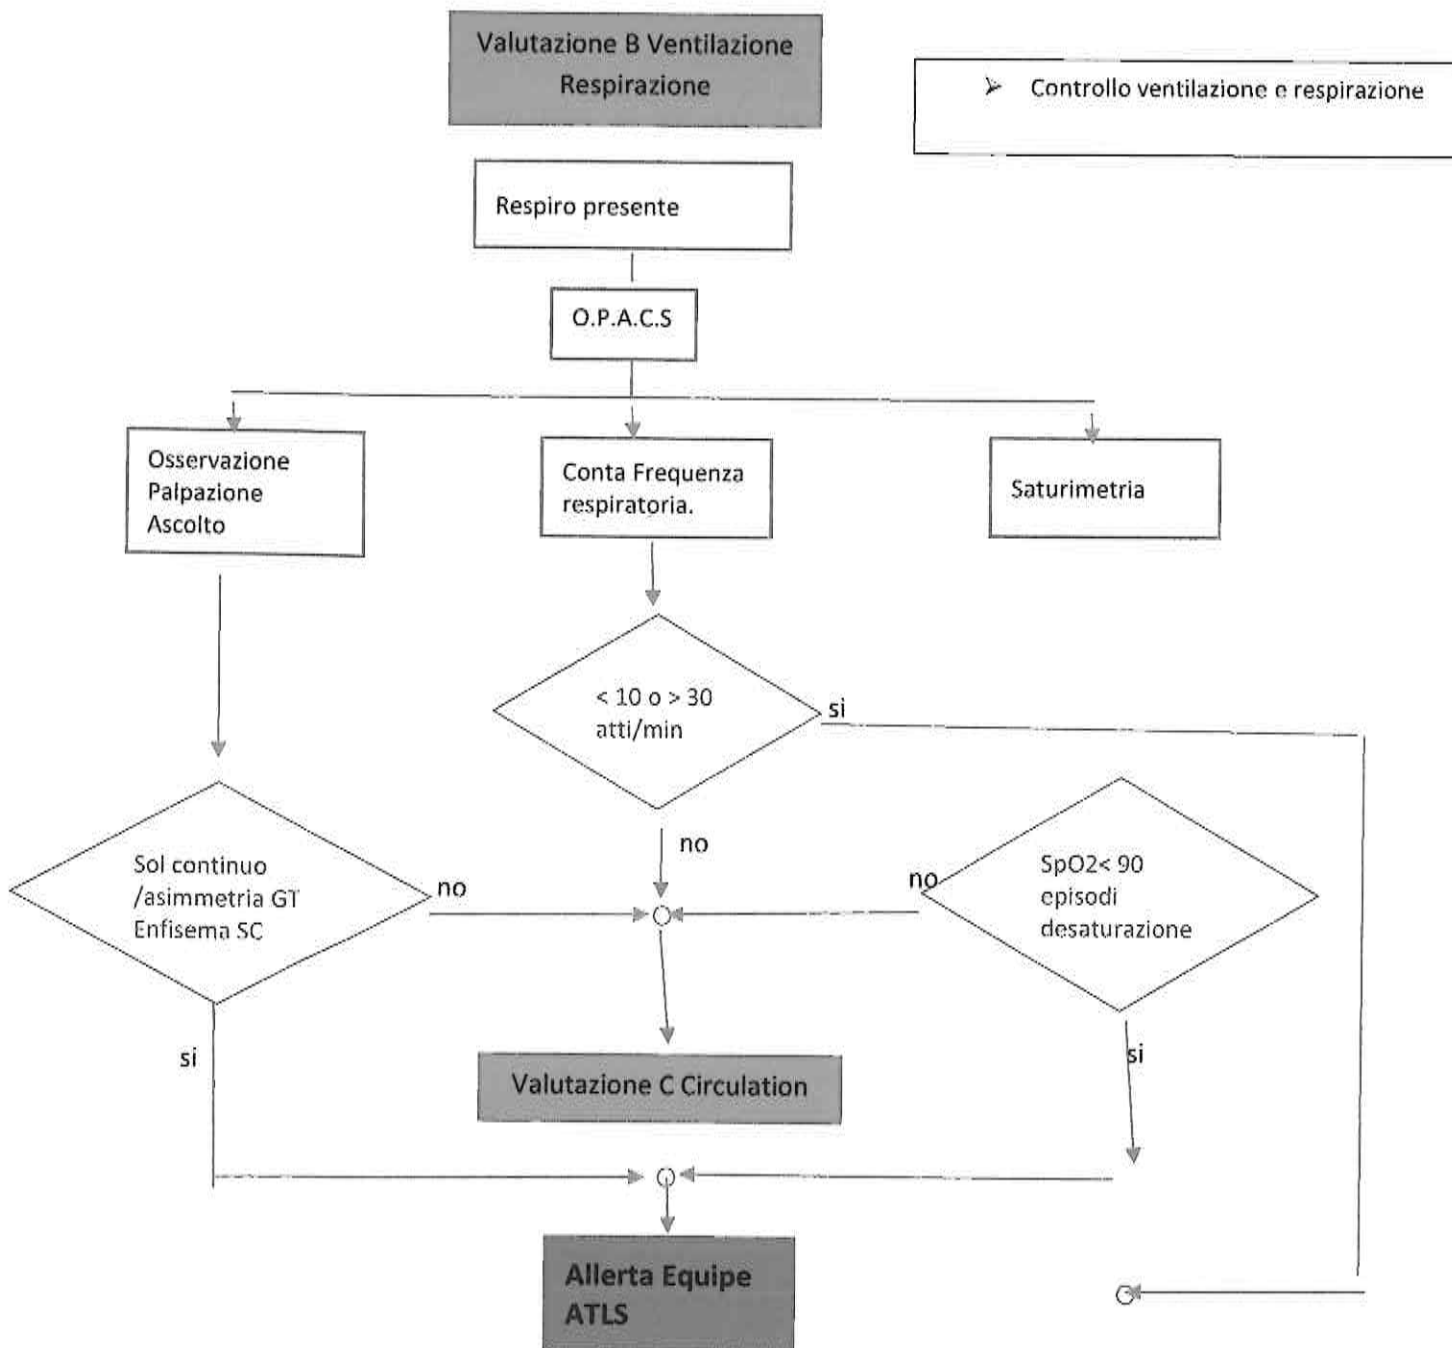 Valutazione B Ventilazione
Respirazione
➢ Controllo ventilazione e respirazione
Respiro presente
O.P.A.C.S
Osservazione
Palpazione
Ascolto
Conta Frequenza
respiratoria.
Saturimetria
< 10 o > 30
atti/min
si
no
Sol continuo
/asimmetria GT
Enfisema SC
no
si
SpO2< 90
episodi
desaturazione
no
si
Valutazione C Circulation
Allerta Equipe
ATLS